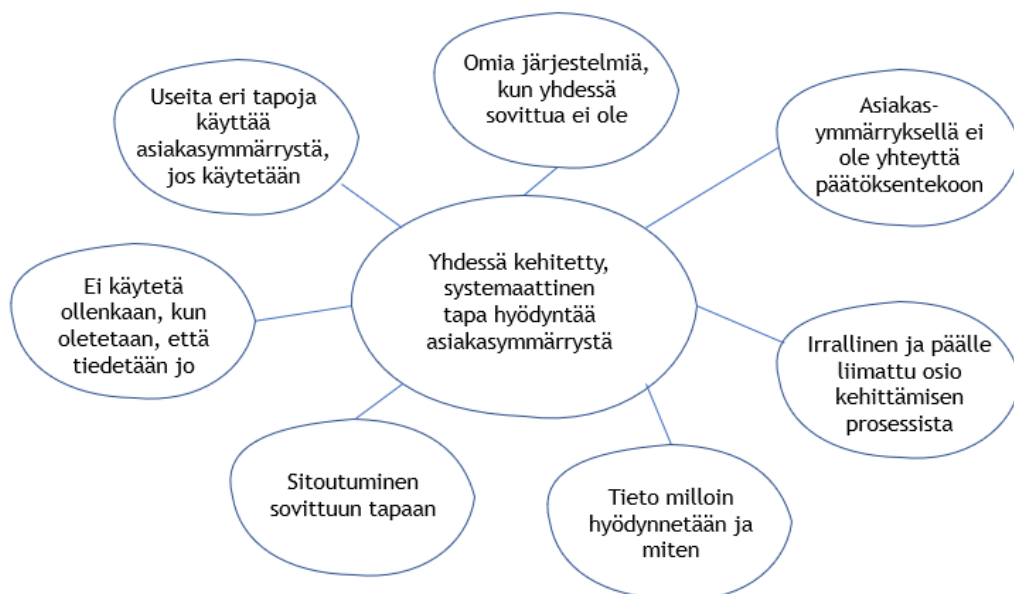 Omia järjestelmiä,
kun yhdessä
sovittua ei ole
Useita eri tapoja
käyttää
asiakasymmärrystä,
jos käytetään
Asiakas-
ymmärryksellä ei
ole yhteyttä
päätöksentekoon
Yhdessä kehitetty,
systemaattinen
tapa hyödyntää
asiakasymmärrystä
Ei käytetä
ollenkaan, kun
oletetaan, että
tiedetään jo
Irrallinen ja päälle
liimattu osio
kehittämisen
prosessista
Sitoutuminen
sovittuun tapaan
Tieto milloin
hyödynnetään ja
miten